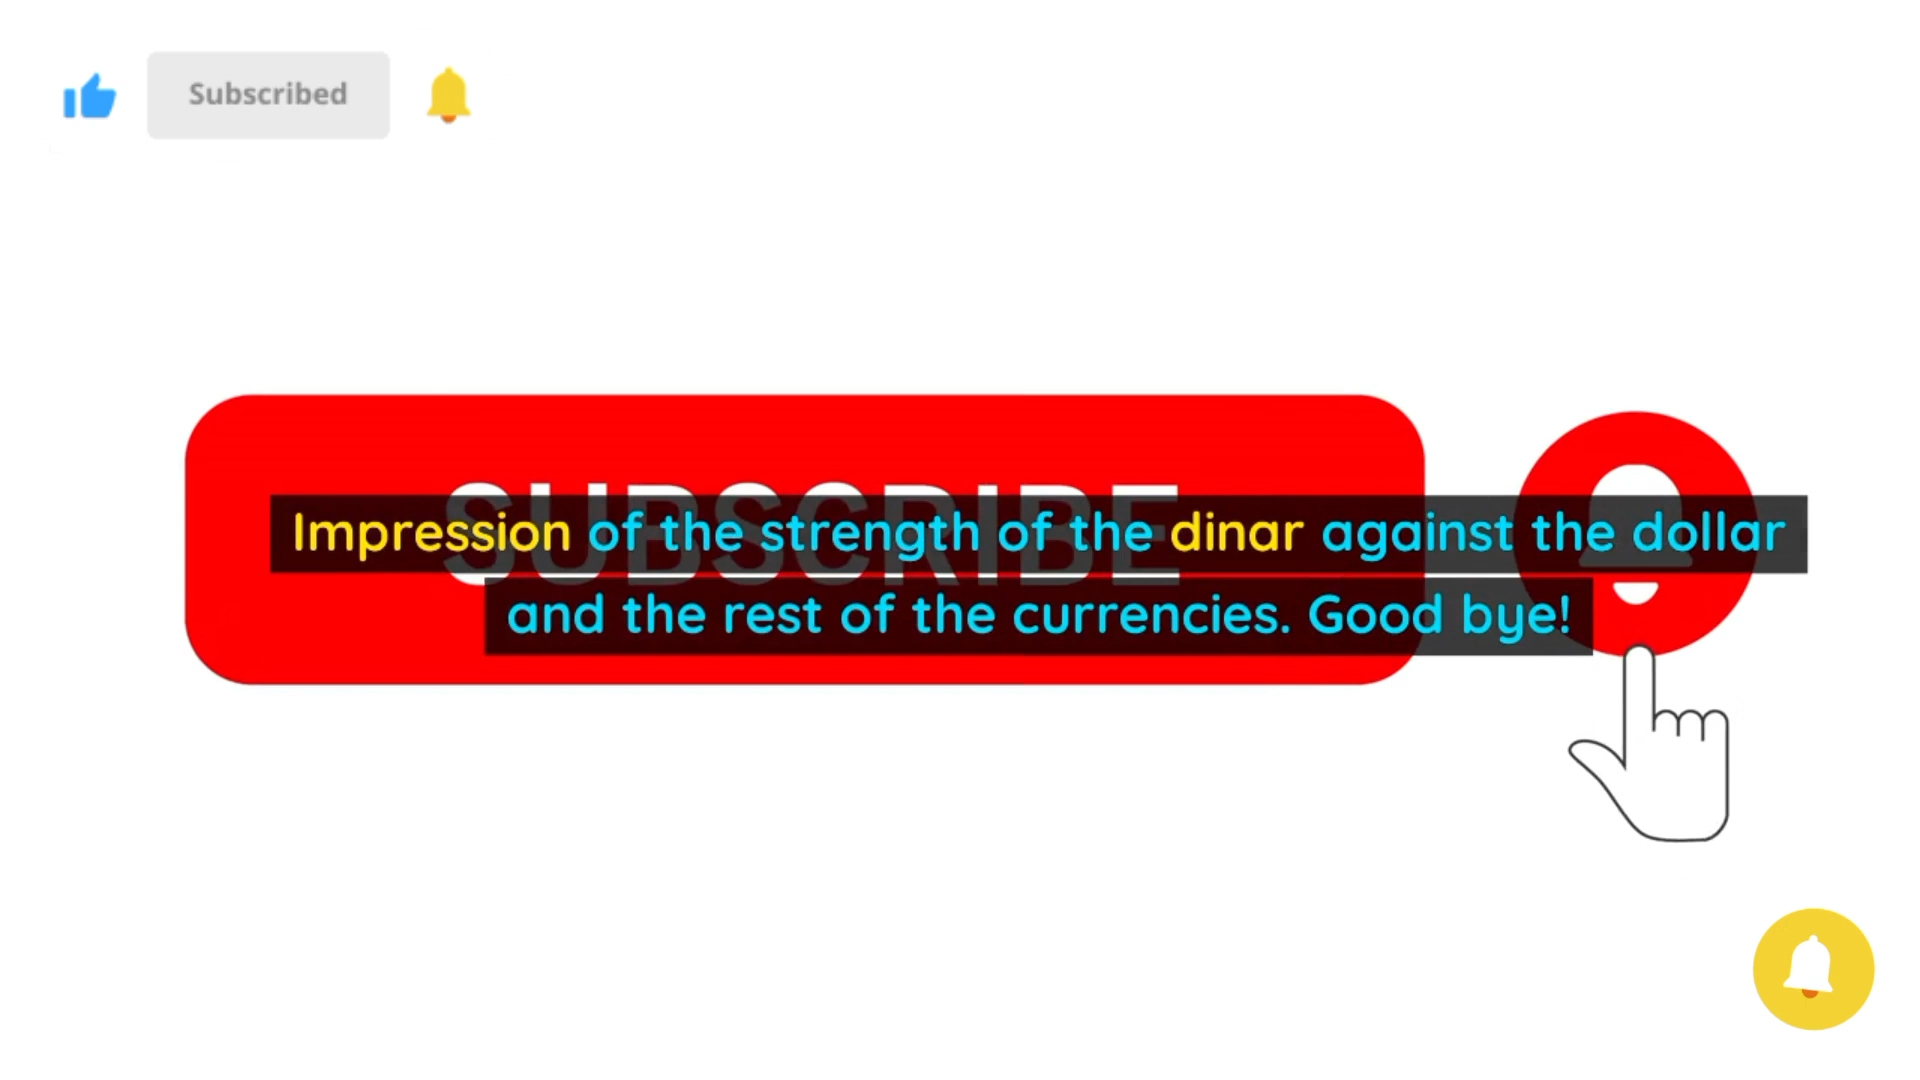 Subscribed
SUBSCRIBE
Impression of the strength of the dinar against the dollar
and the rest of the currencies. Good bye!